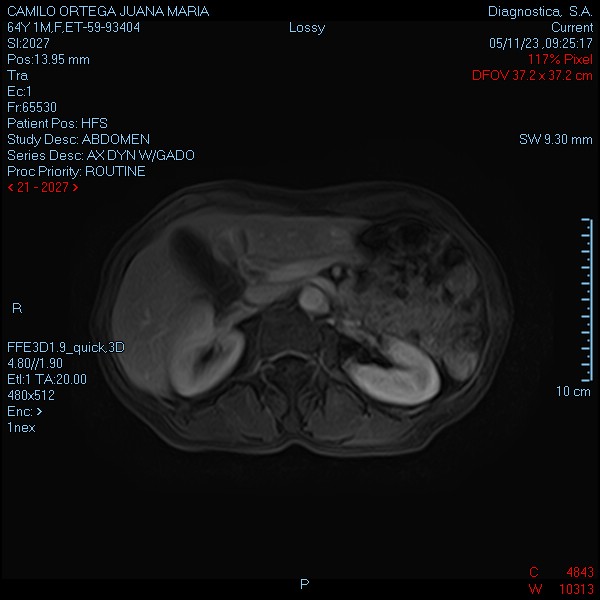 CAMILO ORTEGA JUANA MARIA
64Y 1M,F,ET-59-93404
SI:2027
Pos:13.95 mm
Tra
Ec:1
Fr:65530
Patient Pos: HFS
Study Desc: ABDOMEN
Series Desc: AX DYN W/GADO
Proc Priority: ROUTINE
< 21 - 2027 >
Lossy
Diagnostica, S.A.
Current
05/11/23 ,09:25:17
117% Pixel
DFOV 37.2 x 37.2 cm
SW 9.30 mm
R
FFE3D1.9_quick,3D
4.80//1.90
Etl:1 TA:20.00
480x512
Enc: >
1nex
10 cm
P
C 4843
W 10313